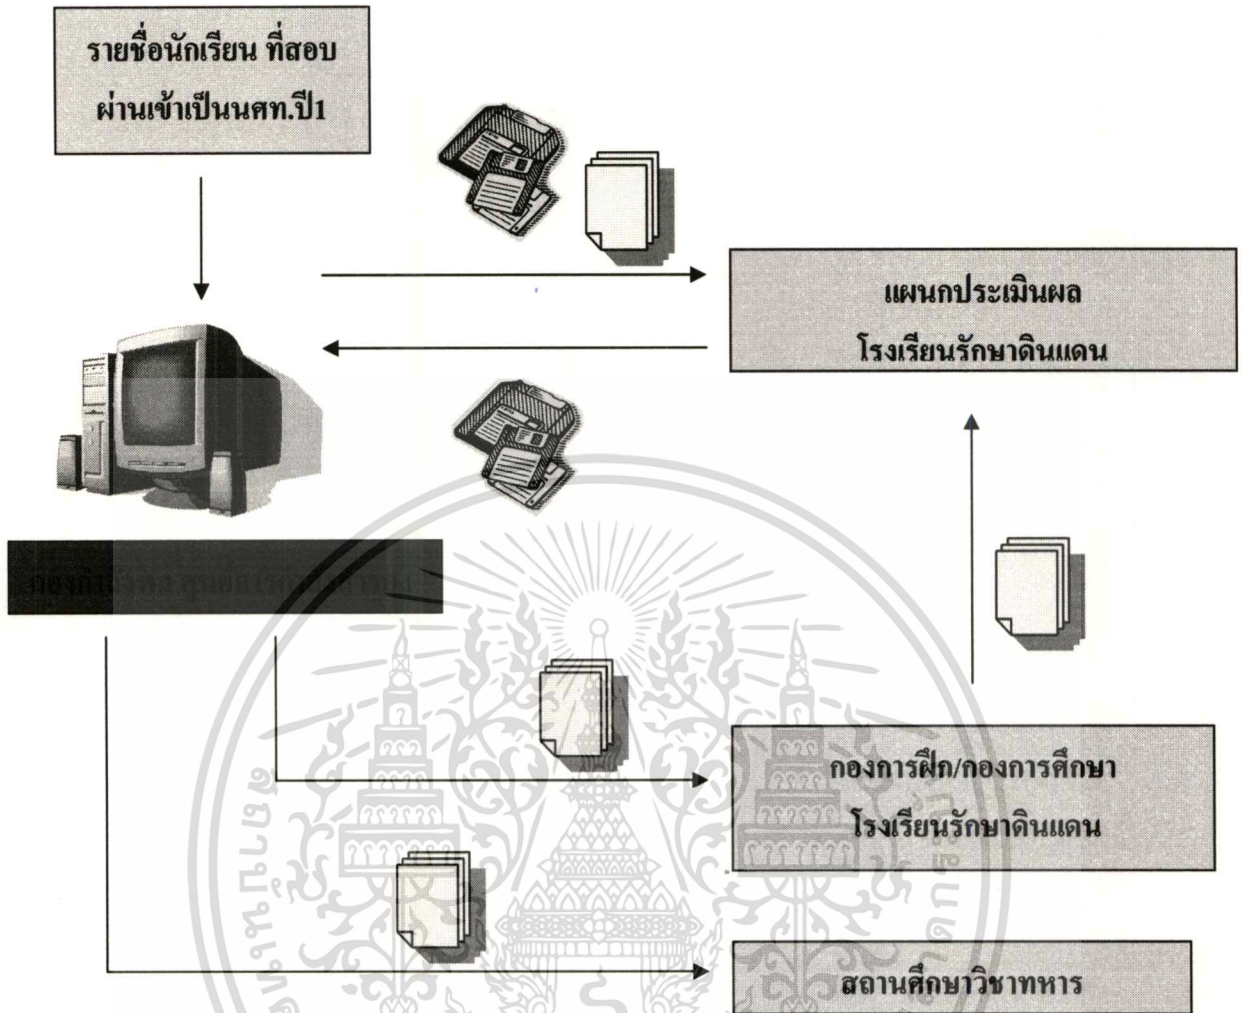 รายชื่อนักเรียน ที่สอบ
ผ่านเข้าเป็นนศท.ปี1
แผนกประเมินผล
โรงเรียนรักษาดินแดน
กองการฝึก/กองการศึกษา
โรงเรียนรักษาดินแดน
สถานศึกษาวิชาทหาร